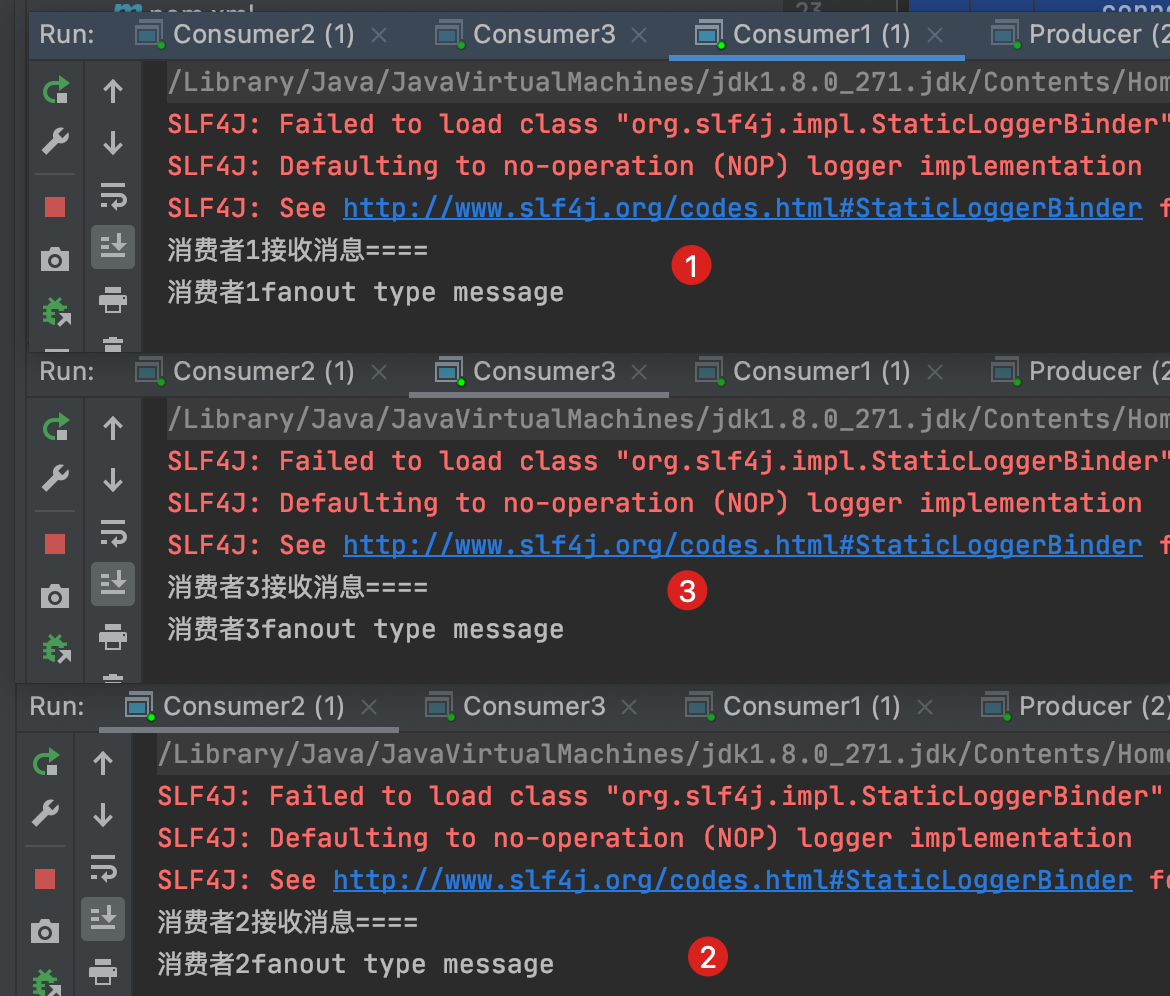 Run: Consumer2 (1) Consumer3 Consumer1 (1) Producer (2
/Library/Java/JavaVirtualMachines/jdk1.8.0_271.jdk/Contents/Hom
SLF4J: Failed to load class "org.slf4j.impl.StaticLoggerBinder"
SLF4J: Defaulting to no-operation (NOP) logger implementation
SLF4J: See http://www.slf4j.org/codes.html#StaticLoggerBinder f
消费者1接收消息====
1
消费者1fanout type message
Run: Consumer2 (1) Consumer3 Consumer1 (1) Producer (2
/Library/Java/JavaVirtualMachines/jdk1.8.0_271.jdk/Contents/Hom
SLF4J: Failed to load class "org.slf4j.impl.StaticLoggerBinder"
SLF4J: Defaulting to no-operation (NOP) logger implementation
SLF4J: See http://www.slf4j.org/codes.html#StaticLoggerBinder f
消费者3接收消息====
3
消费者3fanout type message
Run: Consumer2 (1) Consumer3 Consumer1 (1) Producer (2)
/Library/Java/JavaVirtualMachines/jdk1.8.0_271.jdk/Contents/Home
SLF4J: Failed to load class "org.slf4j.impl.StaticLoggerBinder"
SLF4J: Defaulting to no-operation (NOP) logger implementation
SLF4J: See http://www.slf4j.org/codes.html#StaticLoggerBinder fo
消费者2接收消息====
消费者2fanout type message
2